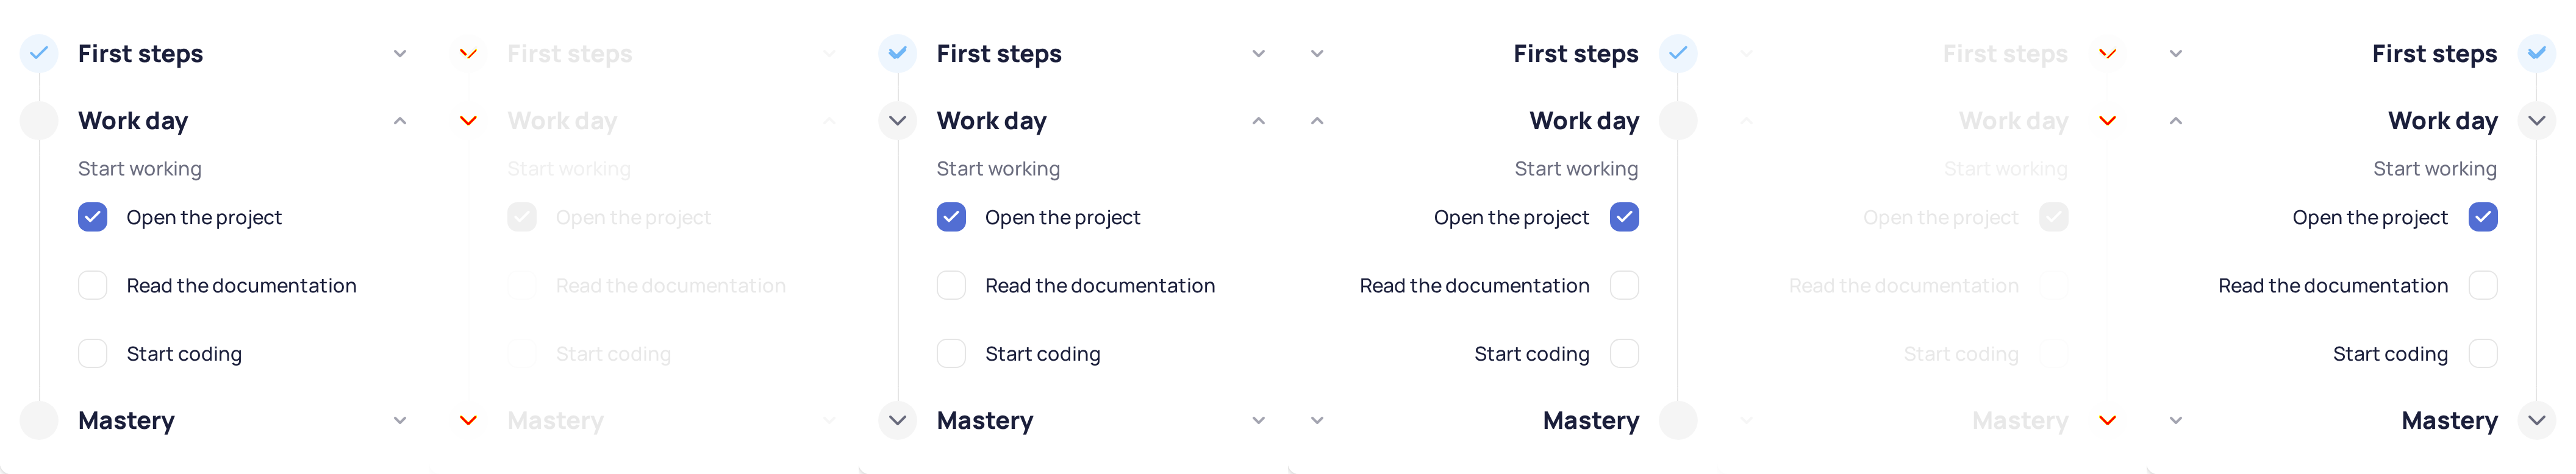 First steps
Work day
Start working
Open the project
Read the documentation
Start coding
Mastery
First steps
Work day
Start working
Open the project
Read the documentation
Start coding
Mastery
First steps
Work day
Start working
Open the project
Read the documentation
Start coding
Mastery
First steps
Work day
Start working
Open the project
Read the documentation
Start coding
Mastery
First steps
Work day
Start working
Open the project
Read the documentation
Start coding
Mastery
First steps
Work day
Start working
Open the project
Read the documentation
Start coding
Mastery